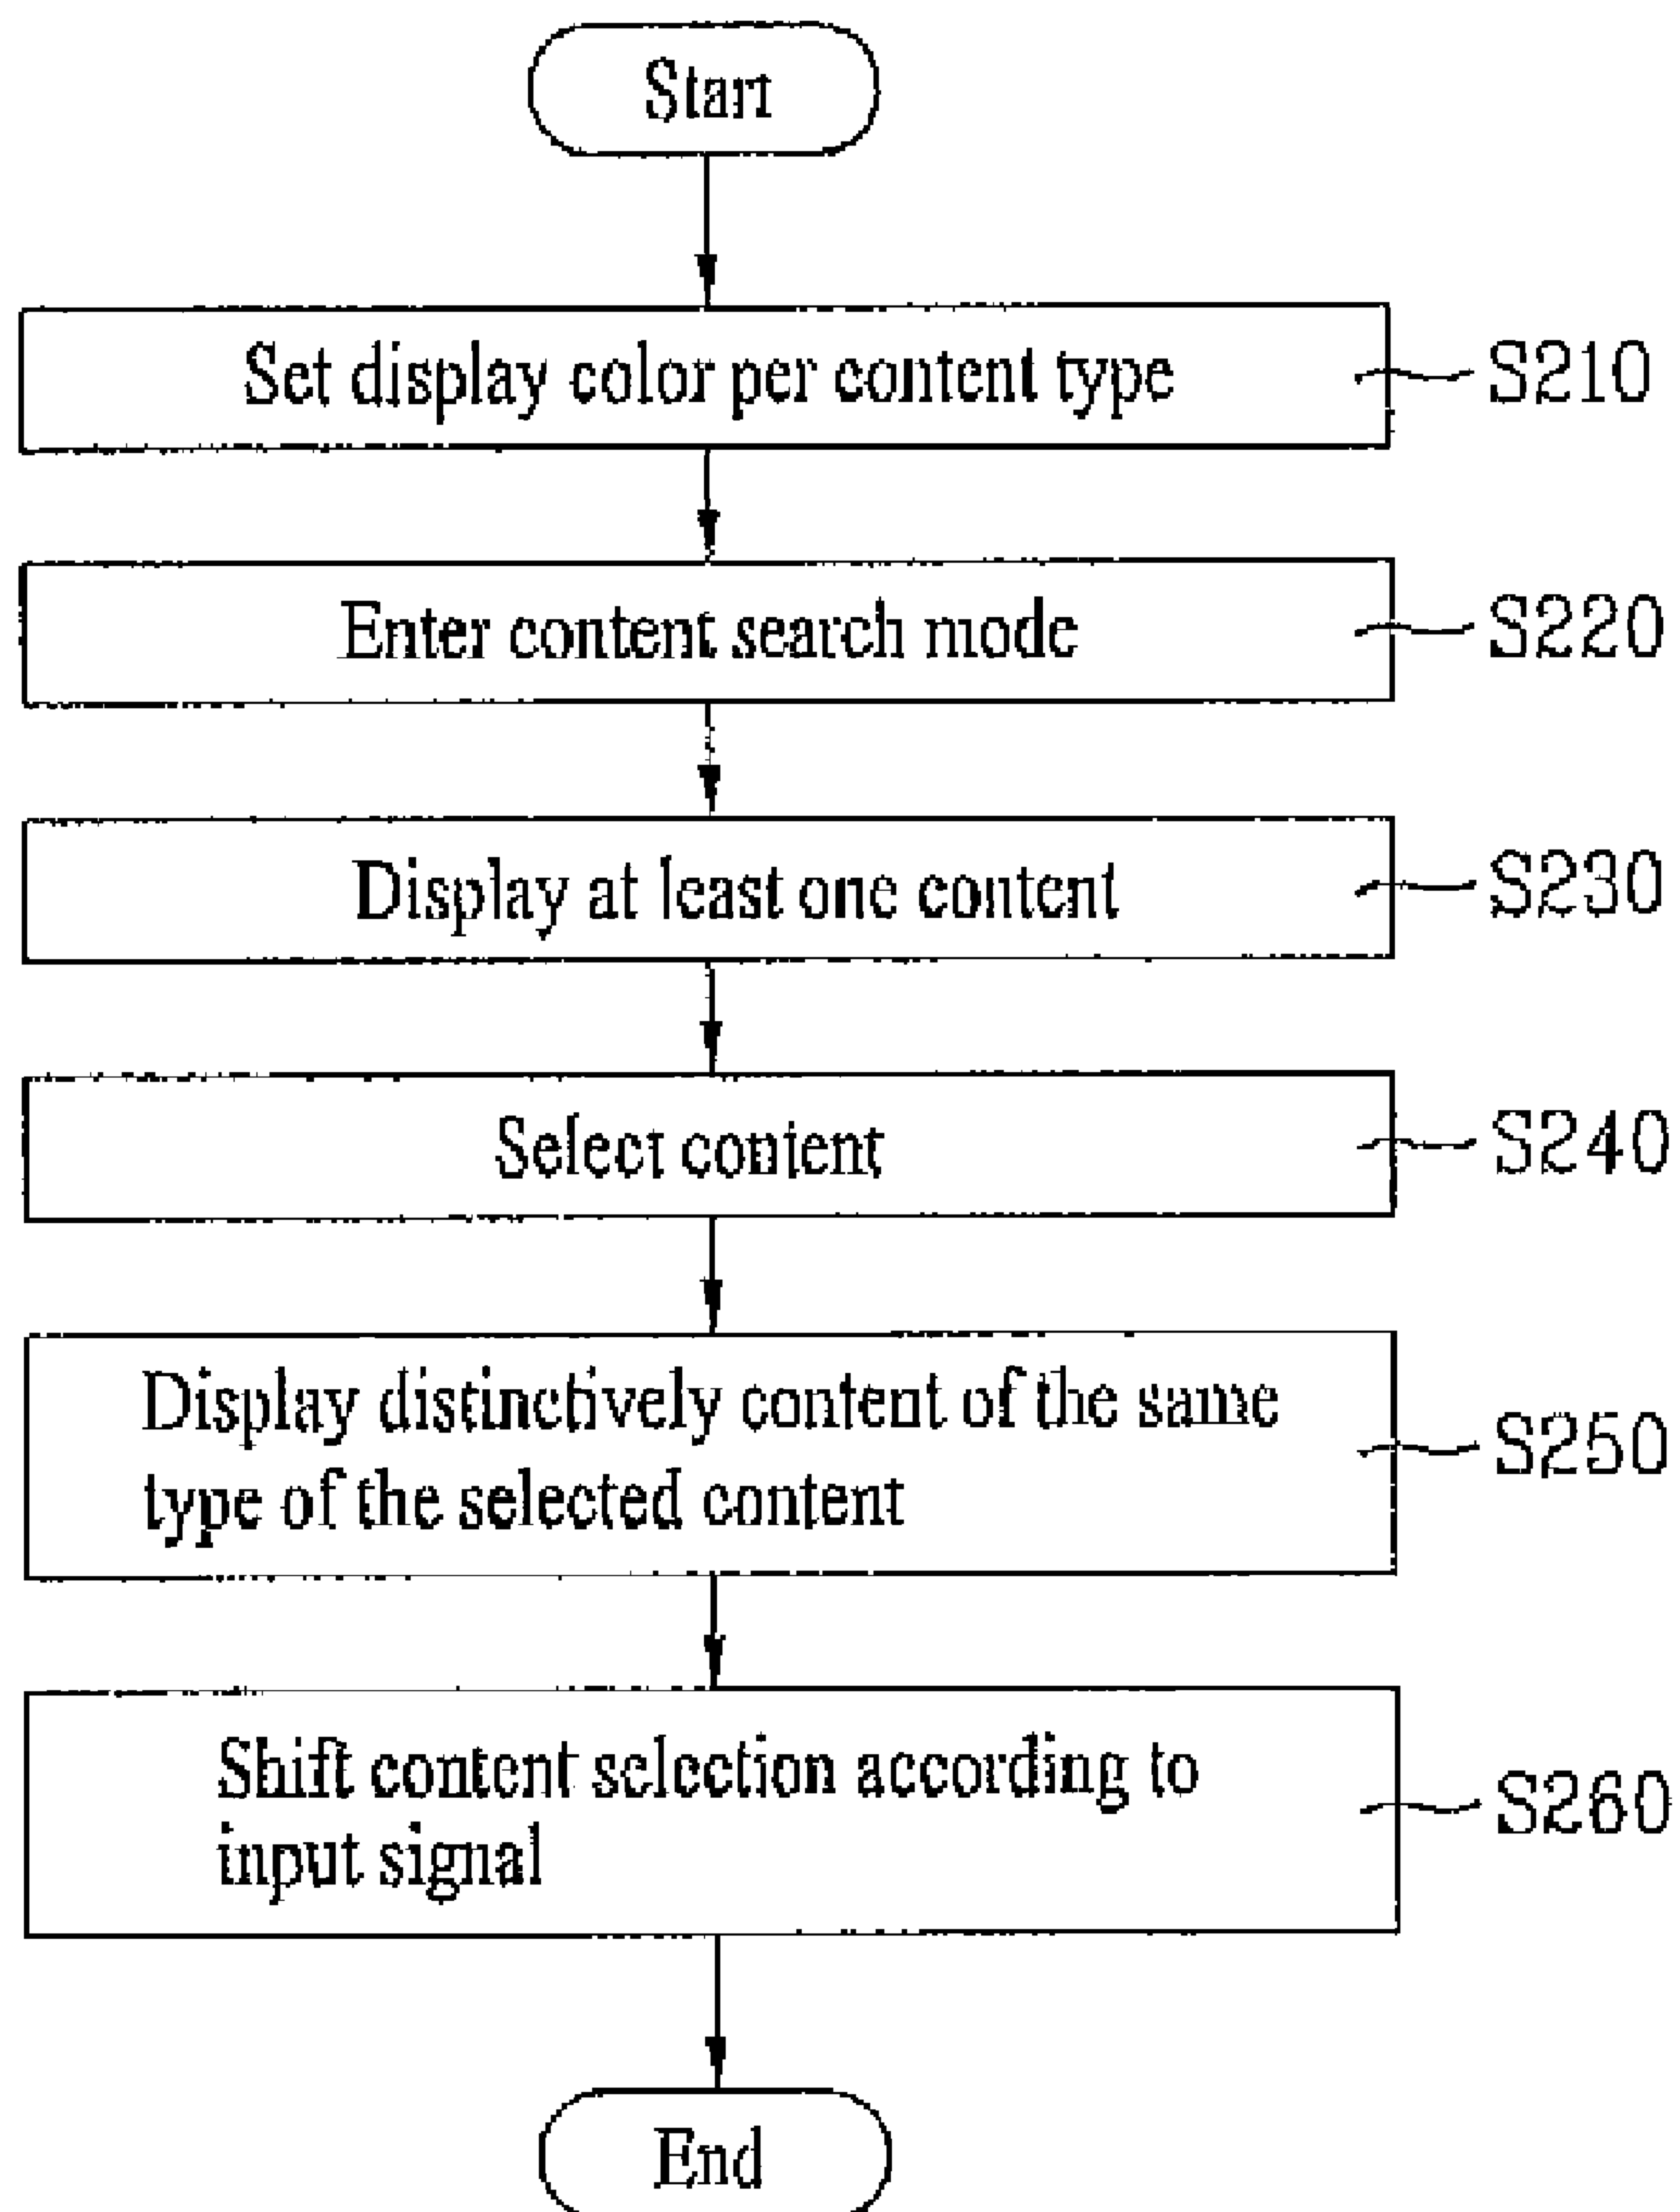 Start
Set display color per content type
S210
Enter content search mode
S220
Display at least one content
S230
Select content
S240
Display distinctively content of the same
type of the selected content
S250
Shift content selection according to
input signal
S260
End